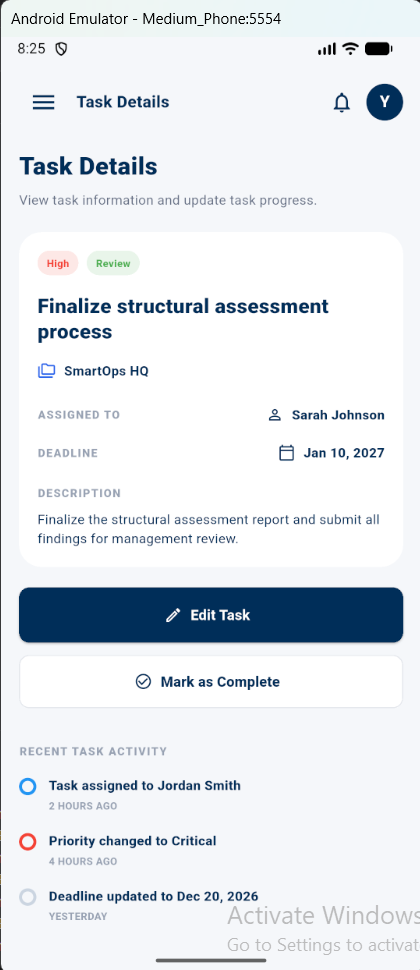 Android Emulator - Medium_Phone:5554
8:25
Task Details
Y
Task Details
View task information and update task progress.
High Review
Finalize structural assessment
process
SmartOps HQ
ASSIGNED TO Sarah Johnson
DEADLINE Jan 10, 2027
DESCRIPTION
Finalize the structural assessment report and submit all
findings for management review.
Edit Task
Mark as Complete
RECENT TASK ACTIVITY
Task assigned to Jordan Smith
2 HOURS AGO
Priority changed to Critical
4 HOURS AGO
Deadline updated to Dec 20, 2026
YESTERDAY
Activate Windows
Go to Settings to activat